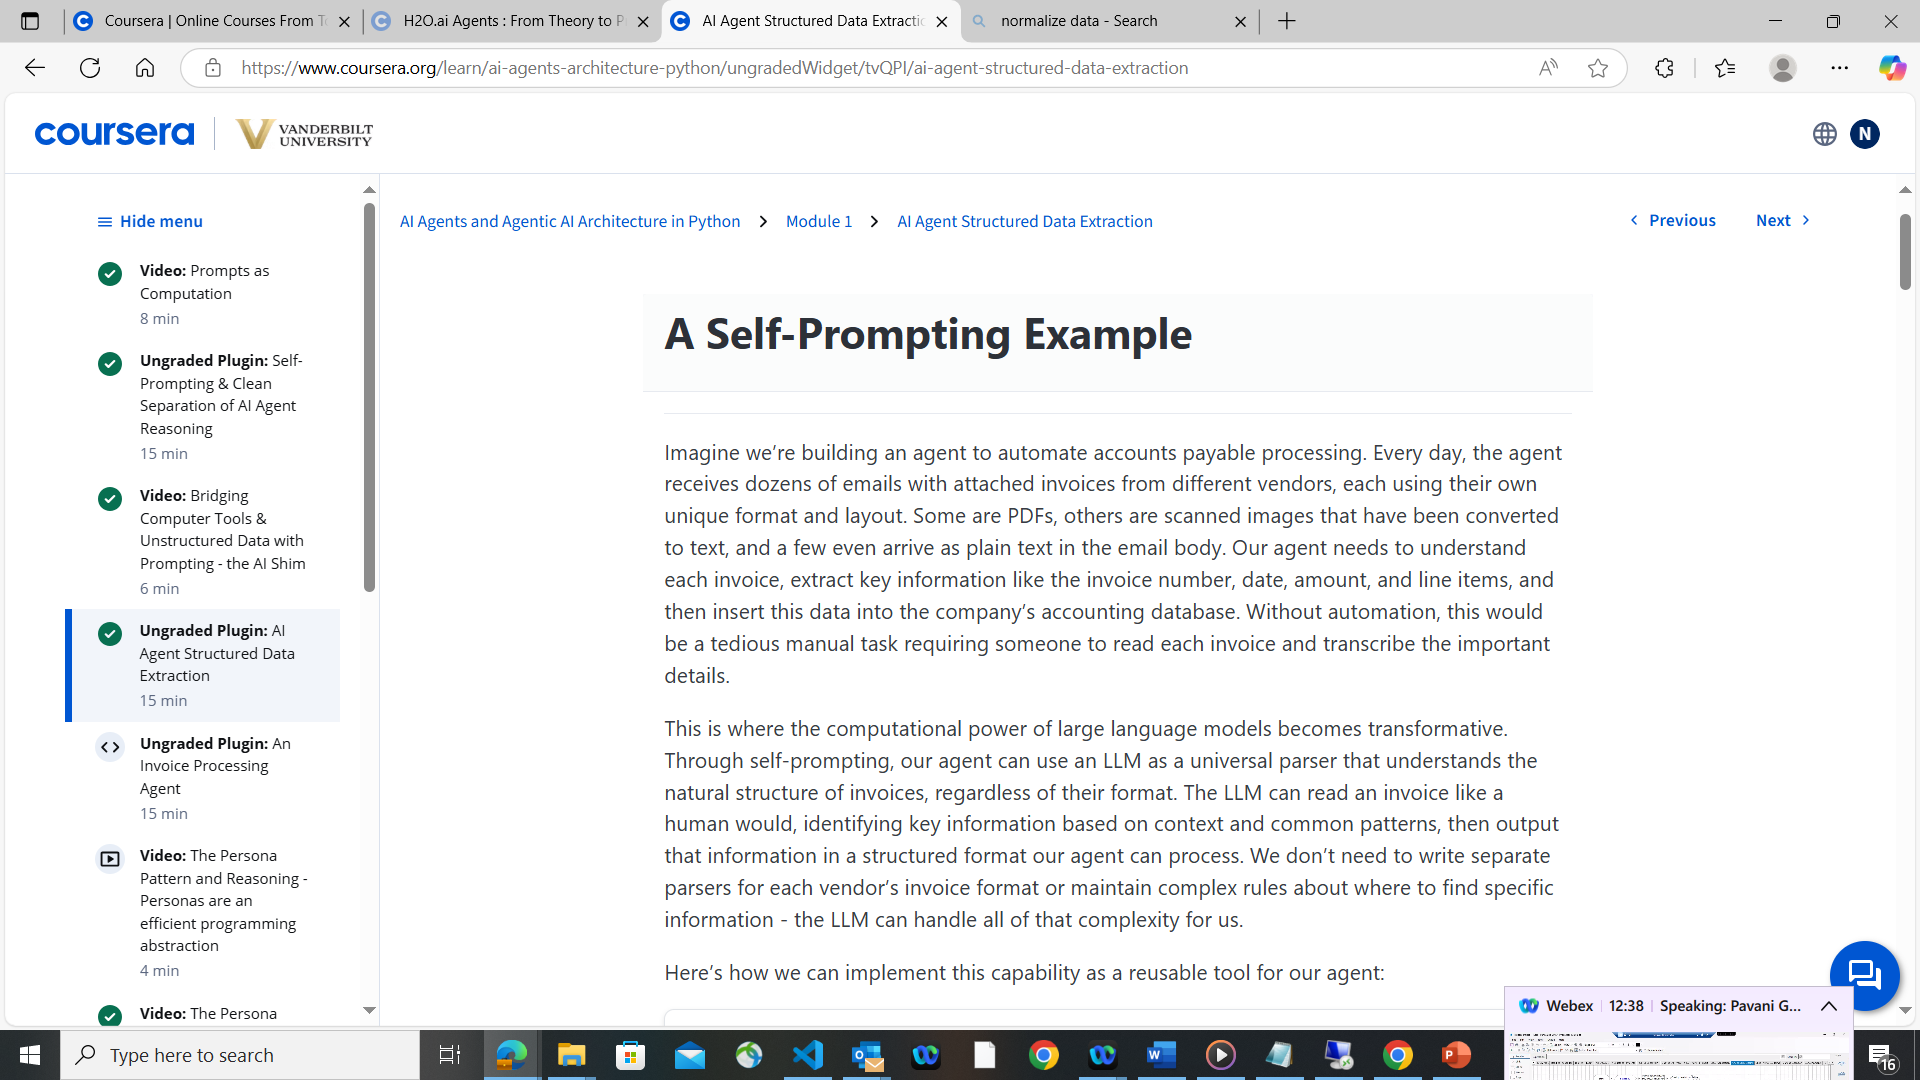 Coursera | Online Courses From To
H2O.ai Agents : From Theory to P
AI Agent Structured Data Extractio
normalize data - Search
https://www.coursera.org/learn/ai-agents-architecture-python/ungradedWidget/tvQPI/ai-agent-structured-data-extraction
coursera
VANDERBILT
UNIVERSITY
N
Hide menu
AI Agents and Agentic AI Architecture in Python
Module 1
AI Agent Structured Data Extraction
Previous
Next
Video: Prompts as
Computation
8 min
Ungraded Plugin: Self-
Prompting & Clean
Separation of AI Agent
Reasoning
15 min
Video: Bridging
Computer Tools &
Unstructured Data with
Prompting - the AI Shim
6 min
Ungraded Plugin: AI
Agent Structured Data
Extraction
15 min
Ungraded Plugin: An
Invoice Processing
Agent
15 min
Video: The Persona
Pattern and Reasoning -
Personas are an
efficient programming
abstraction
4 min
Video: The Persona
A Self-Prompting Example
Imagine we’re building an agent to automate accounts payable processing. Every day, the agent
receives dozens of emails with attached invoices from different vendors, each using their own
unique format and layout. Some are PDFs, others are scanned images that have been converted
to text, and a few even arrive as plain text in the email body. Our agent needs to understand
each invoice, extract key information like the invoice number, date, amount, and line items, and
then insert this data into the company’s accounting database. Without automation, this would
be a tedious manual task requiring someone to read each invoice and transcribe the important
details.
This is where the computational power of large language models becomes transformative.
Through self-prompting, our agent can use an LLM as a universal parser that understands the
natural structure of invoices, regardless of their format. The LLM can read an invoice like a
human would, identifying key information based on context and common patterns, then output
that information in a structured format our agent can process. We don’t need to write separate
parsers for each vendor’s invoice format or maintain complex rules about where to find specific
information - the LLM can handle all of that complexity for us.
Here’s how we can implement this capability as a reusable tool for our agent:
Webex
12:38
Speaking: Pavani G...
Type here to search
16